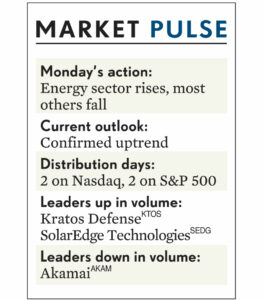 MARKET PULSE
Monday's action:
Energy sector rises, most
others fall
Current outlook:
Confirmed uptrend
Distribution days:
2 on Nasdaq, 2 on S&P 500
Leaders up in volume:
Kratos Defense KTOS
SolarEdge Technologies SEDG
Leaders down in volume:
Akamai AKAM